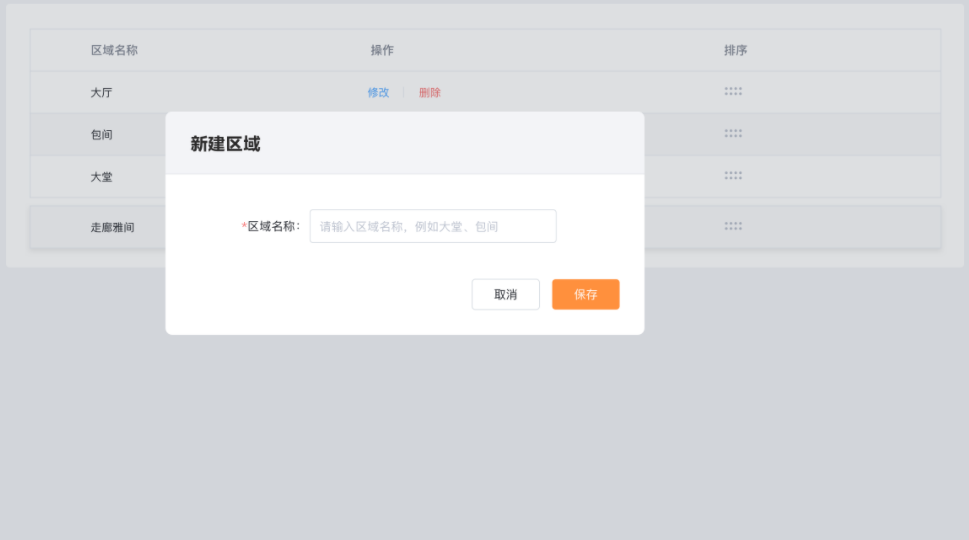 区域名称 操作 排序
大厅 修改 删除
包间
新建区域
大堂
*区域名称： 请输入区域名称，例如大堂、包间
走廊雅间
取消 保存